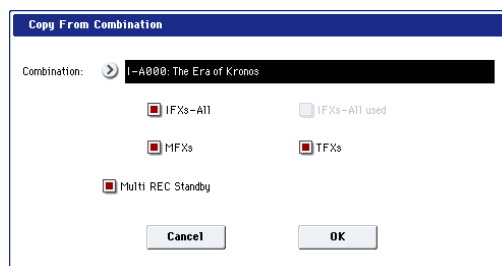 Copy From Combination
Combination: I-A000: The Era of Kronos
IFXs-All IFXs-All used
MFXs TFXs
Multi REC Standby
Cancel OK